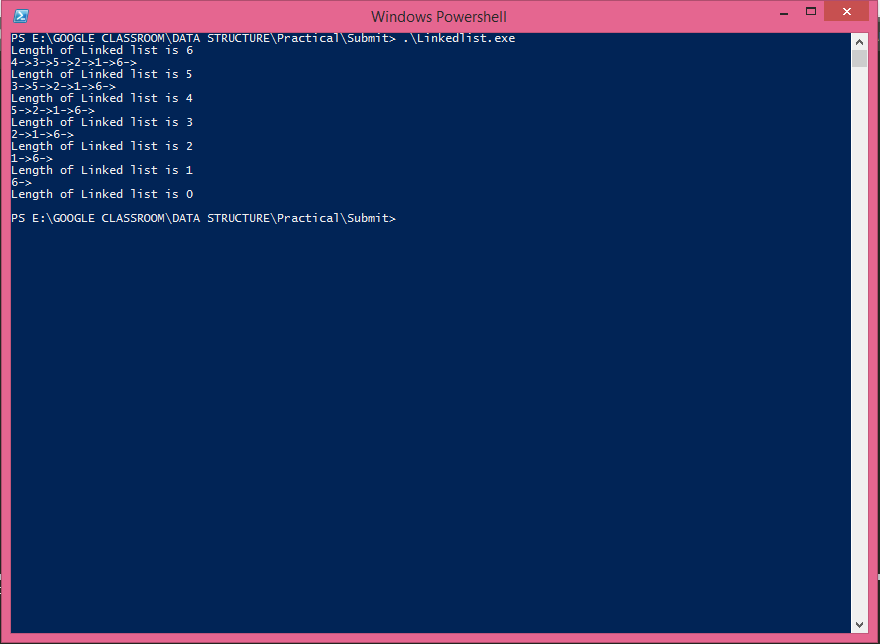 Windows Powershell
PS E:\GOOGLE CLASSROOM\DATA STRUCTURE\Practical\Submit> .\Linkedlist.exe
Length of Linked list is 6
4->3->5->2->1->6->
Length of Linked list is 5
3->5->2->1->6->
Length of Linked list is 4
5->2->1->6->
Length of Linked list is 3
2->1->6->
Length of Linked list is 2
1->6->
Length of Linked list is 1
6->
Length of Linked list is 0
PS E:\GOOGLE CLASSROOM\DATA STRUCTURE\Practical\Submit>